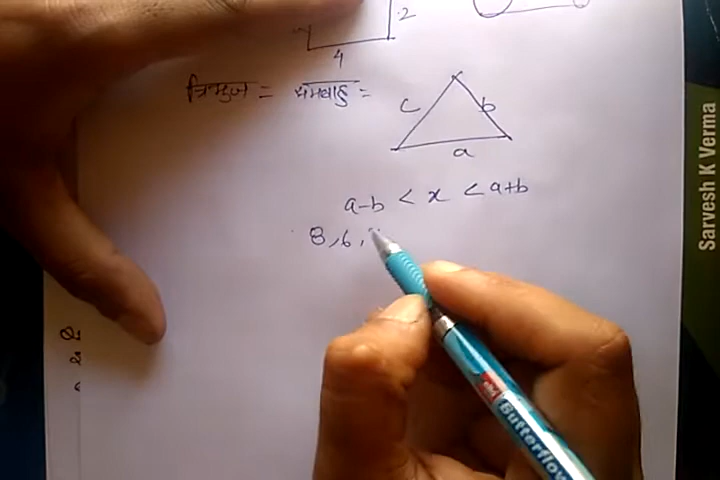 2
4
त्रिभुज = समबाहु =
c b
a
a-b < x < a+b
8, 6,
Butterflow
Sarvesh K Verma